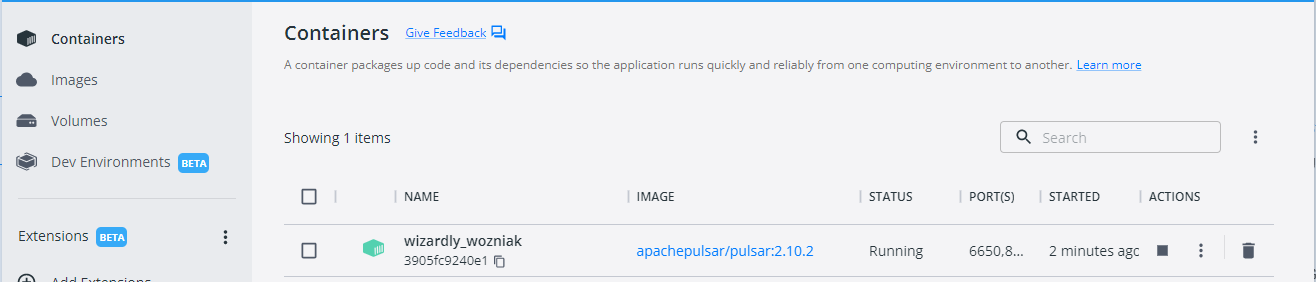 Containers
Images
Volumes
Dev Environments BETA
Extensions BETA
Add Extensions
Containers Give Feedback
A container packages up code and its dependencies so the application runs quickly and reliably from one computing environment to another. Learn more
Showing 1 items
Search
NAME IMAGE STATUS PORT(S) STARTED ACTIONS
wizardly_wozniak apachepulsar/pulsar:2.10.2 Running 6650,8... 2 minutes ago
3905fc9240e1